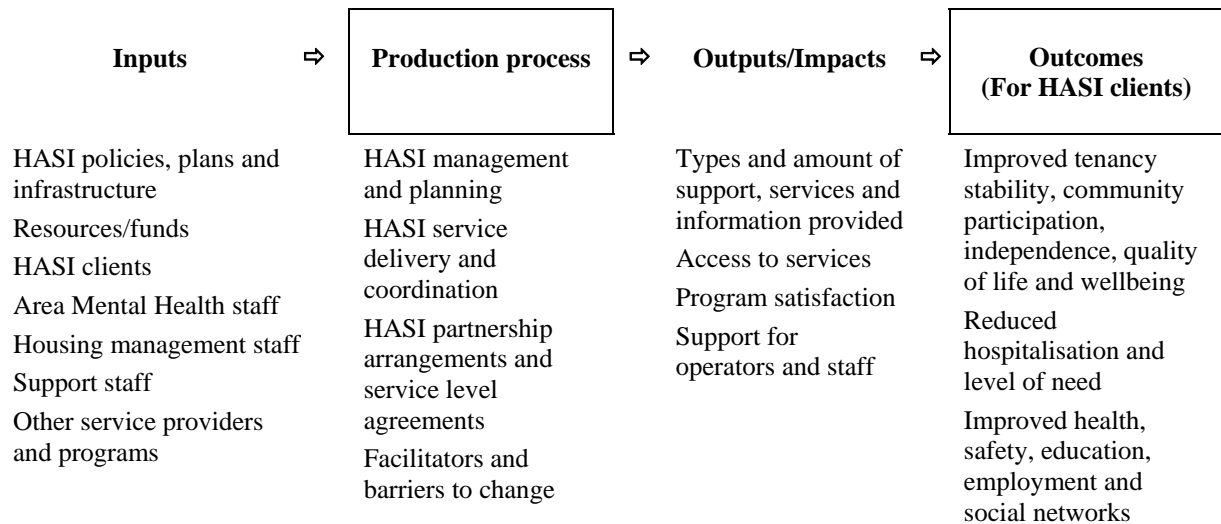 Inputs ⇨ Production process ⇨ Outputs/Impacts ⇨ Outcomes
(For HASI clients)
HASI policies, plans and
infrastructure
Resources/funds
HASI clients
Area Mental Health staff
Housing management staff
Support staff
Other service providers
and programs
HASI management
and planning
HASI service
delivery and
coordination
HASI partnership
arrangements and
service level
agreements
Facilitators and
barriers to change
Types and amount of
support, services and
information provided
Access to services
Program satisfaction
Support for
operators and staff
Improved tenancy
stability, community
participation,
independence, quality
of life and wellbeing
Reduced
hospitalisation and
level of need
Improved health,
safety, education,
employment and
social networks